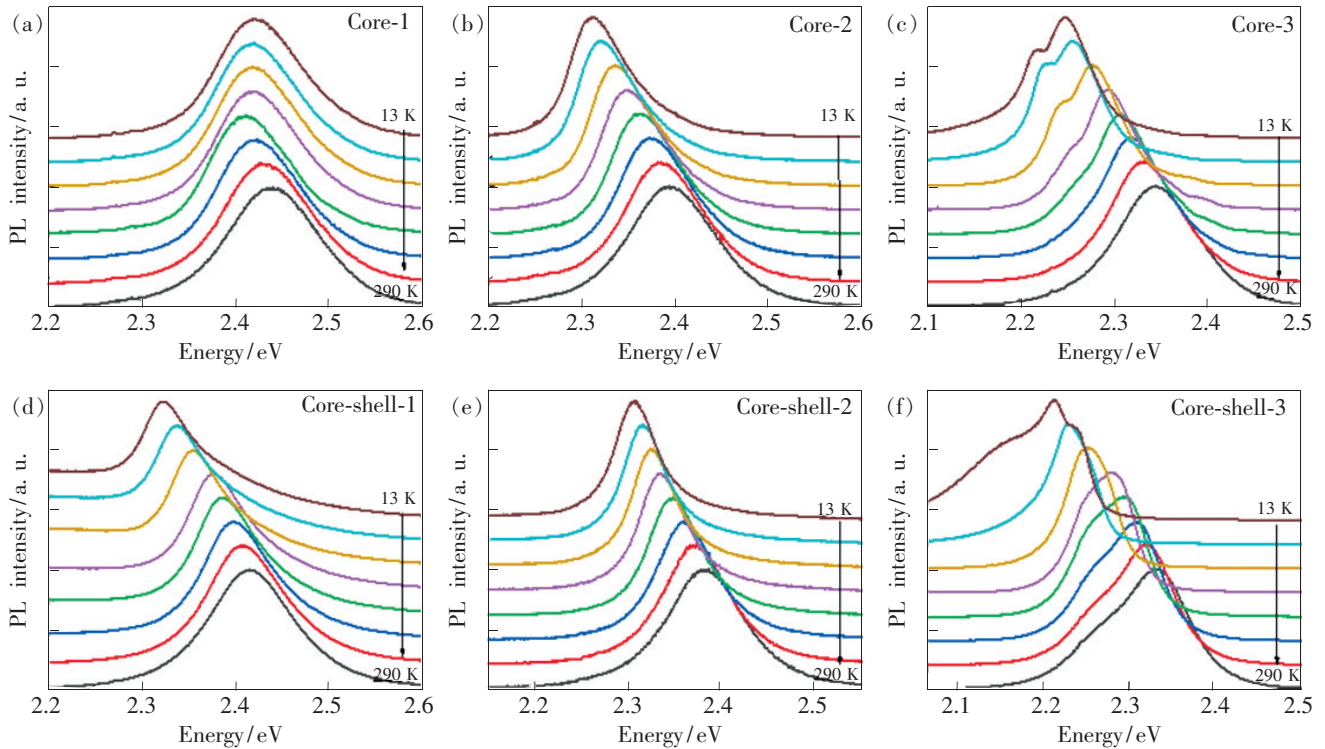 (a) Core-1
PL intensity/a. u.
13 K
290 K
2.2 2.3 2.4 2.5 2.6
Energy/eV
(b) Core-2
PL intensity/a. u.
13 K
290 K
2.2 2.3 2.4 2.5 2.6
Energy/eV
(c) Core-3
PL intensity/a. u.
13 K
290 K
2.1 2.2 2.3 2.4 2.5
Energy/eV
(d) Core-shell-1
PL intensity/a. u.
13 K
290 K
2.2 2.3 2.4 2.5 2.6
Energy/eV
(e) Core-shell-2
PL intensity/a. u.
13 K
290 K
2.2 2.3 2.4 2.5
Energy/eV
(f) Core-shell-3
PL intensity/a. u.
13 K
290 K
2.1 2.2 2.3 2.4 2.5
Energy/eV